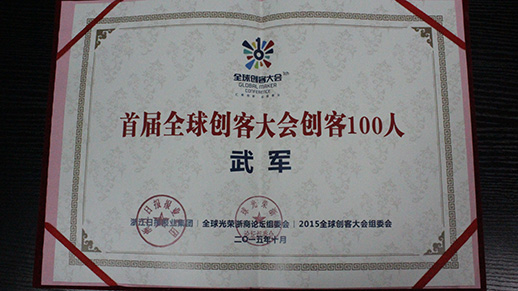 全球创客大会
GLOBAL MAKER
首届全球创客大会创客100人
武军
浙江日报报业集团 | 全球光荣浙商论坛组委会 | 2015全球创客大会组委会
二〇一五年十月